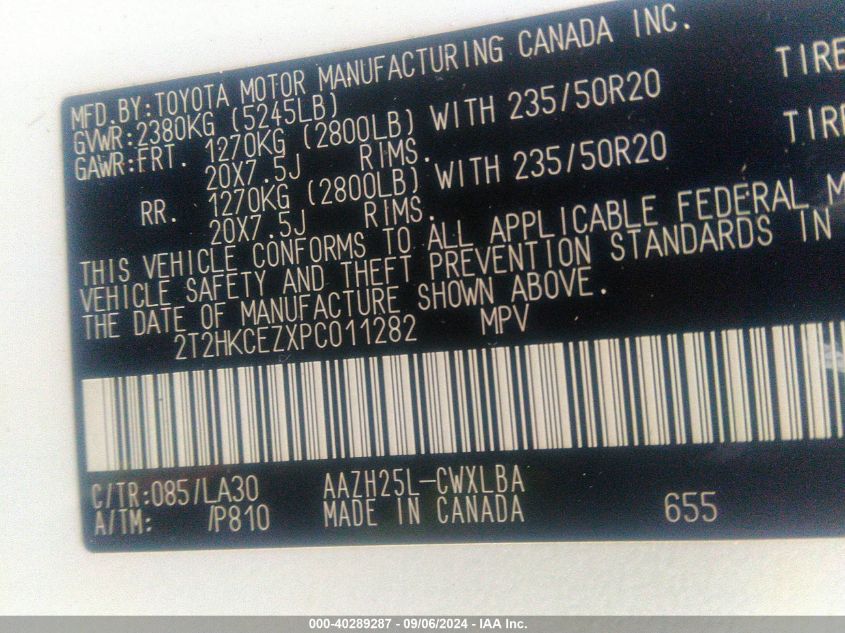 MFD.BY:TOYOTA MOTOR MANUFACTURING CANADA INC.
GVWR:2380KG (5245LB)
GAWR:FRT. 1270KG (2800LB) WITH 235/50R20 TIRE
20X7.5J RIMS.
RR. 1270KG (2800LB) WITH 235/50R20 TIRE
20X7.5J RIMS.
THIS VEHICLE CONFORMS TO ALL APPLICABLE FEDERAL M
VEHICLE SAFETY AND THEFT PREVENTION STANDARDS IN
THE DATE OF MANUFACTURE SHOWN ABOVE.
2T2HKCEZXPC011282 MPV
C/TR:085/LA30 AAZH25L-CWXLBA
A/TM: /P810 MADE IN CANADA 655
000-40289287 - 09/06/2024 - IAA Inc.